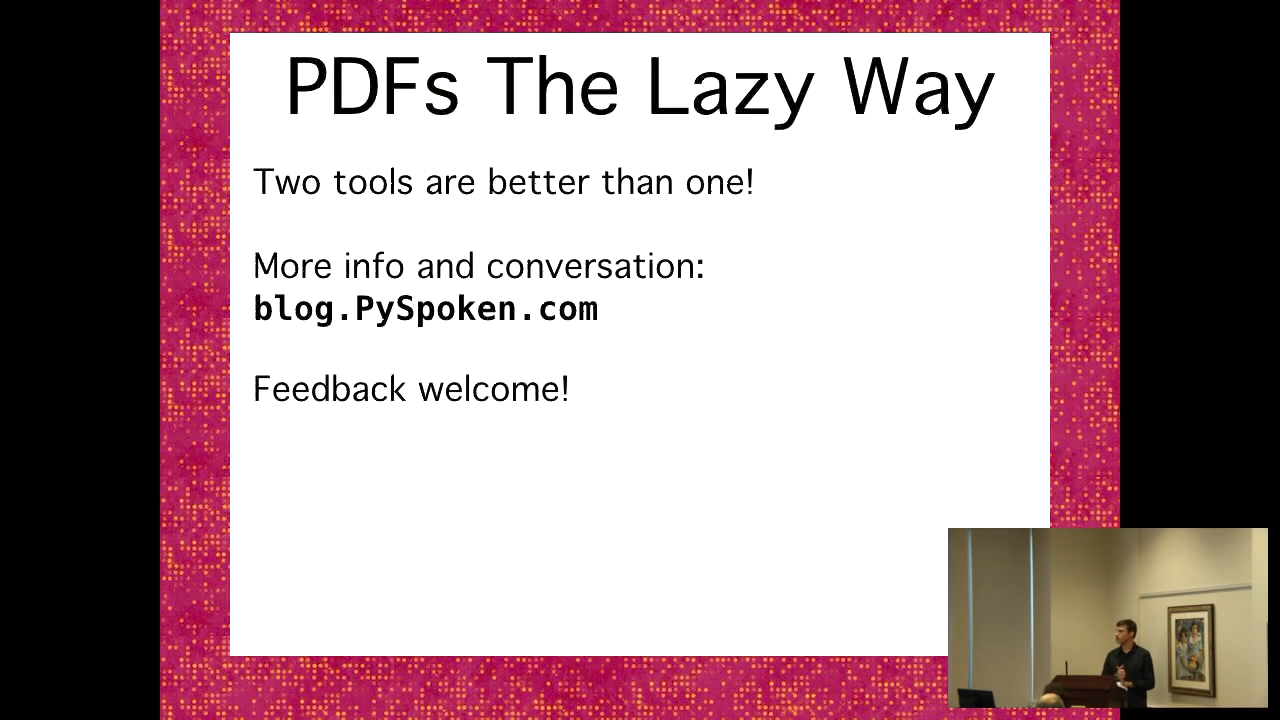 PDFs The Lazy Way
Two tools are better than one!
More info and conversation:
blog.PySpoken.com
Feedback welcome!